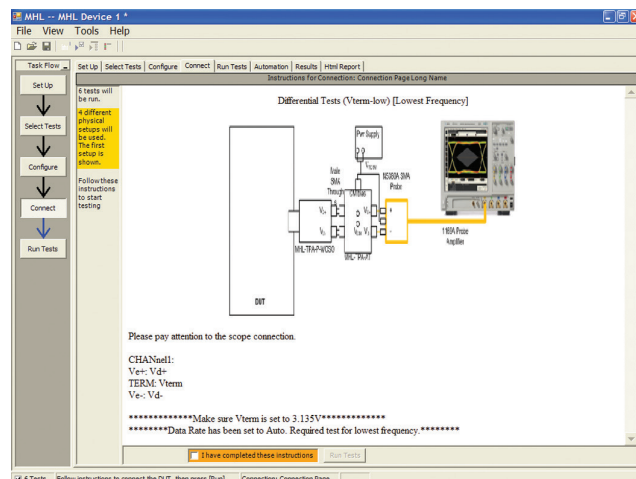 MHL -- MHL Device 1 *
File View Tools Help
Task Flow
Set Up
Select Tests
Configure
Connect
Run Tests
Set Up | Select Tests | Configure | Connect | Run Tests | Automation | Results | Html Report
Instructions for Connection: Connection Page Long Name
6 tests will
be run.
4 different
physical
setups will
be used.
The first
setup is
shown.
Follow these
instructions
to start
testing
Differential Tests (Vterm-low) [Lowest Frequency]
Pwr Supply
Male
SMA
Through
N5380A SMA
Probe
MHL-TPA-P-WCSO
1169A Probe
Amplifier
DUT
Please pay attention to the scope connection.
CHANnel1:
Ve+: Vd+
TERM: Vterm
Ve-: Vd-
*************Make sure Vterm is set to 3.135V*************
********Data Rate has been set to Auto. Required test for lowest frequency.********
I have completed these instructions
Run Tests
6 Tests Follow instructions to connect the DUT, then press [Run] Connection: Connection Page